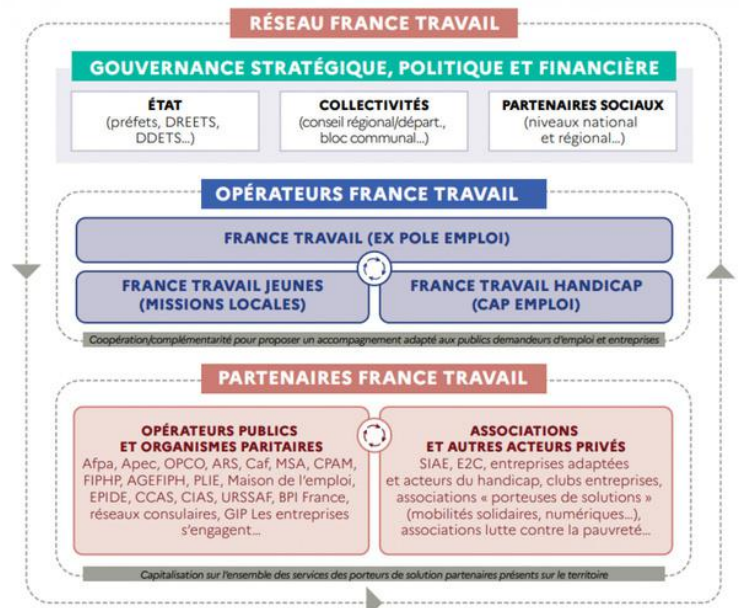 RÉSEAU FRANCE TRAVAIL
GOUVERNANCE STRATÉGIQUE, POLITIQUE ET FINANCIÈRE
ÉTAT
(préfets, DREETS,
DDETS...)
COLLECTIVITÉS
(conseil régional/départ.,
bloc communal...)
PARTENAIRES SOCIAUX
(niveaux national
et régional...)
OPÉRATEURS FRANCE TRAVAIL
FRANCE TRAVAIL (EX POLE EMPLOI)
FRANCE TRAVAIL JEUNES
(MISSIONS LOCALES)
FRANCE TRAVAIL HANDICAP
(CAP EMPLOI)
Coopération/complémentarité pour proposer un accompagnement adapté aux publics demandeurs d'emploi et entreprises
PARTENAIRES FRANCE TRAVAIL
OPÉRATEURS PUBLICS
ET ORGANISMES PARITAIRES
Afpa, Apec, OPCO, ARS, Caf, MSA, CPAM,
FIPHP, AGEFIPH, PLIE, Maison de l'emploi,
EPIDE, CCAS, CIAS, URSSAF, BPI France,
réseaux consulaires, GIP Les entreprises
s'engagent...
ASSOCIATIONS
ET AUTRES ACTEURS PRIVÉS
SIAE, E2C, entreprises adaptées
et acteurs du handicap, clubs entreprises,
associations « porteuses de solutions »
(mobilités solidaires, numériques...),
associations lutte contre la pauvreté...
Capitalisation sur l'ensemble des services des porteurs de solution partenaires présents sur le territoire